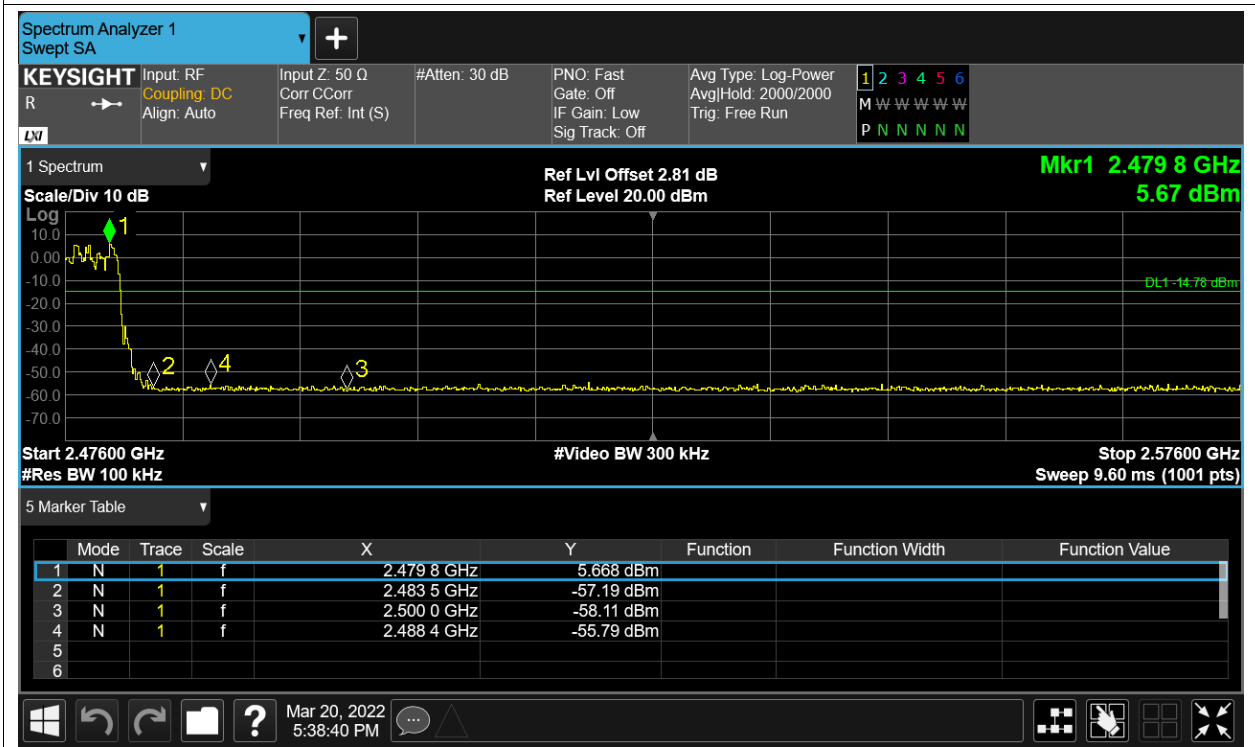 Spectrum Analyzer 1
Swept SA
KEYSIGHT
R
LXI
Input: RF
Coupling: DC
Align: Auto
Input Z: 50 Ω
Corr CCorr
Freq Ref: Int (S)
#Atten: 30 dB
PNO: Fast
Gate: Off
IF Gain: Low
Sig Track: Off
Avg Type: Log-Power
Avg|Hold: 2000/2000
Trig: Free Run
1 2 3 4 5 6
M W W W W W
P N N N N N
1 Spectrum
Scale/Div 10 dB
Ref Lvl Offset 2.81 dB
Ref Level 20.00 dBm
Mkr1 2.479 8 GHz
5.67 dBm
Log
10.0
0.00
-10.0
-20.0
-30.0
-40.0
-50.0
-60.0
-70.0
1
2
4
3
DL1 -14.78 dBm
Start 2.47600 GHz
#Res BW 100 kHz
#Video BW 300 kHz
Stop 2.57600 GHz
Sweep 9.60 ms (1001 pts)
5 Marker Table
Mode Trace Scale X Y Function Function Width Function Value
1 N 1 f 2.479 8 GHz 5.668 dBm
2 N 1 f 2.483 5 GHz -57.19 dBm
3 N 1 f 2.500 0 GHz -58.11 dBm
4 N 1 f 2.488 4 GHz -55.79 dBm
5
6
?
Mar 20, 2022
5:38:40 PM